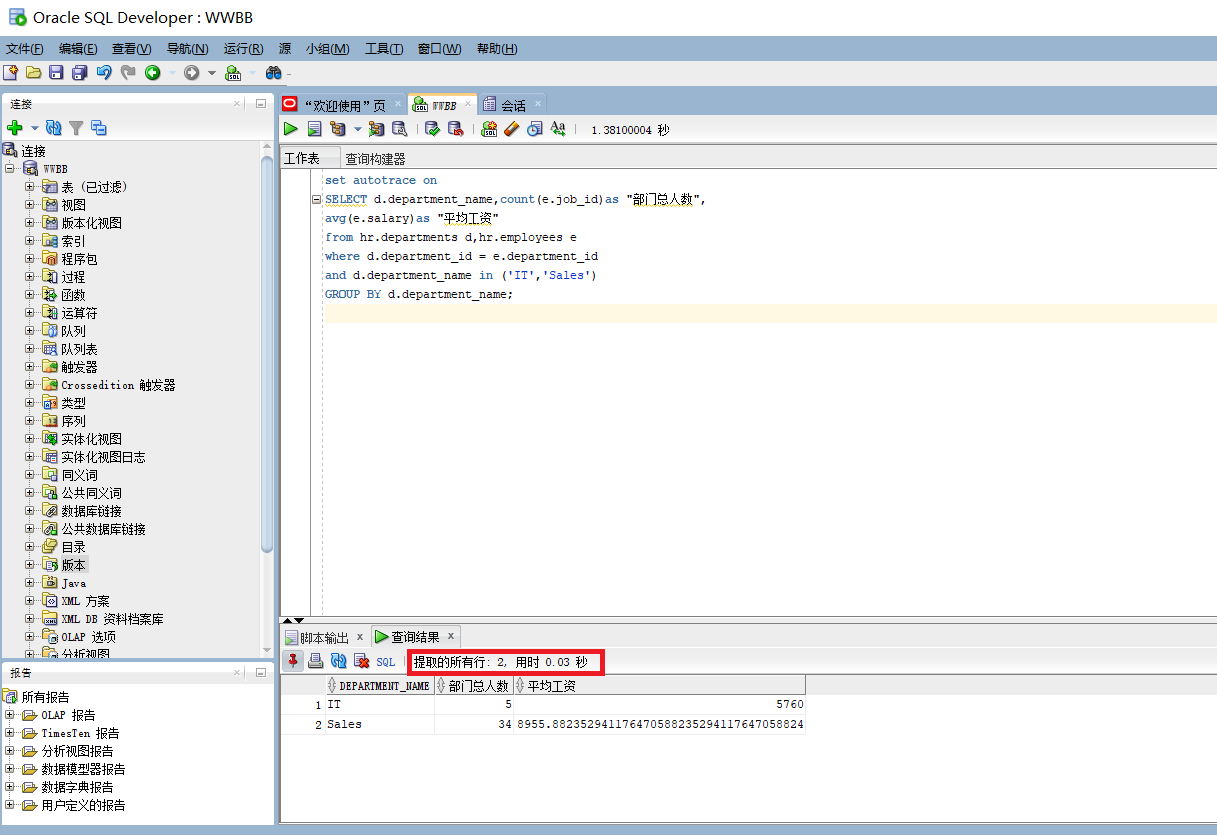 Oracle SQL Developer : WWBB
文件(F) 编辑(E) 查看(V) 导航(N) 运行(R) 源 小组(M) 工具(T) 窗口(W) 帮助(H)
连接
连接
WWBB
表 (已过滤)
视图
版本化视图
索引
程序包
过程
函数
运算符
队列
队列表
触发器
Crossedition 触发器
类型
序列
实体化视图
实体化视图日志
同义词
公共同义词
数据库链接
公共数据库链接
目录
版本
Java
XML 方案
XML DB 资料档案库
OLAP 选项
分析视图
报告
所有报告
OLAP 报告
TimesTen 报告
分析视图报告
数据模型器报告
数据字典报告
用户定义的报告
“欢迎使用”页 WWBB 会话
1.38100004 秒
工作表 查询构建器
set autotrace on
SELECT d.department_name,count(e.job_id)as "部门总人数",
avg(e.salary)as "平均工资"
from hr.departments d,hr.employees e
where d.department_id = e.department_id
and d.department_name in ('IT','Sales')
GROUP BY d.department_name;
脚本输出 x 查询结果 x
SQL 提取的所有行: 2, 用时 0.03 秒
DEPARTMENT_NAME 部门总人数 平均工资
1 IT 5 5760
2 Sales 34 8955.88235294117647058823529411764705882​4